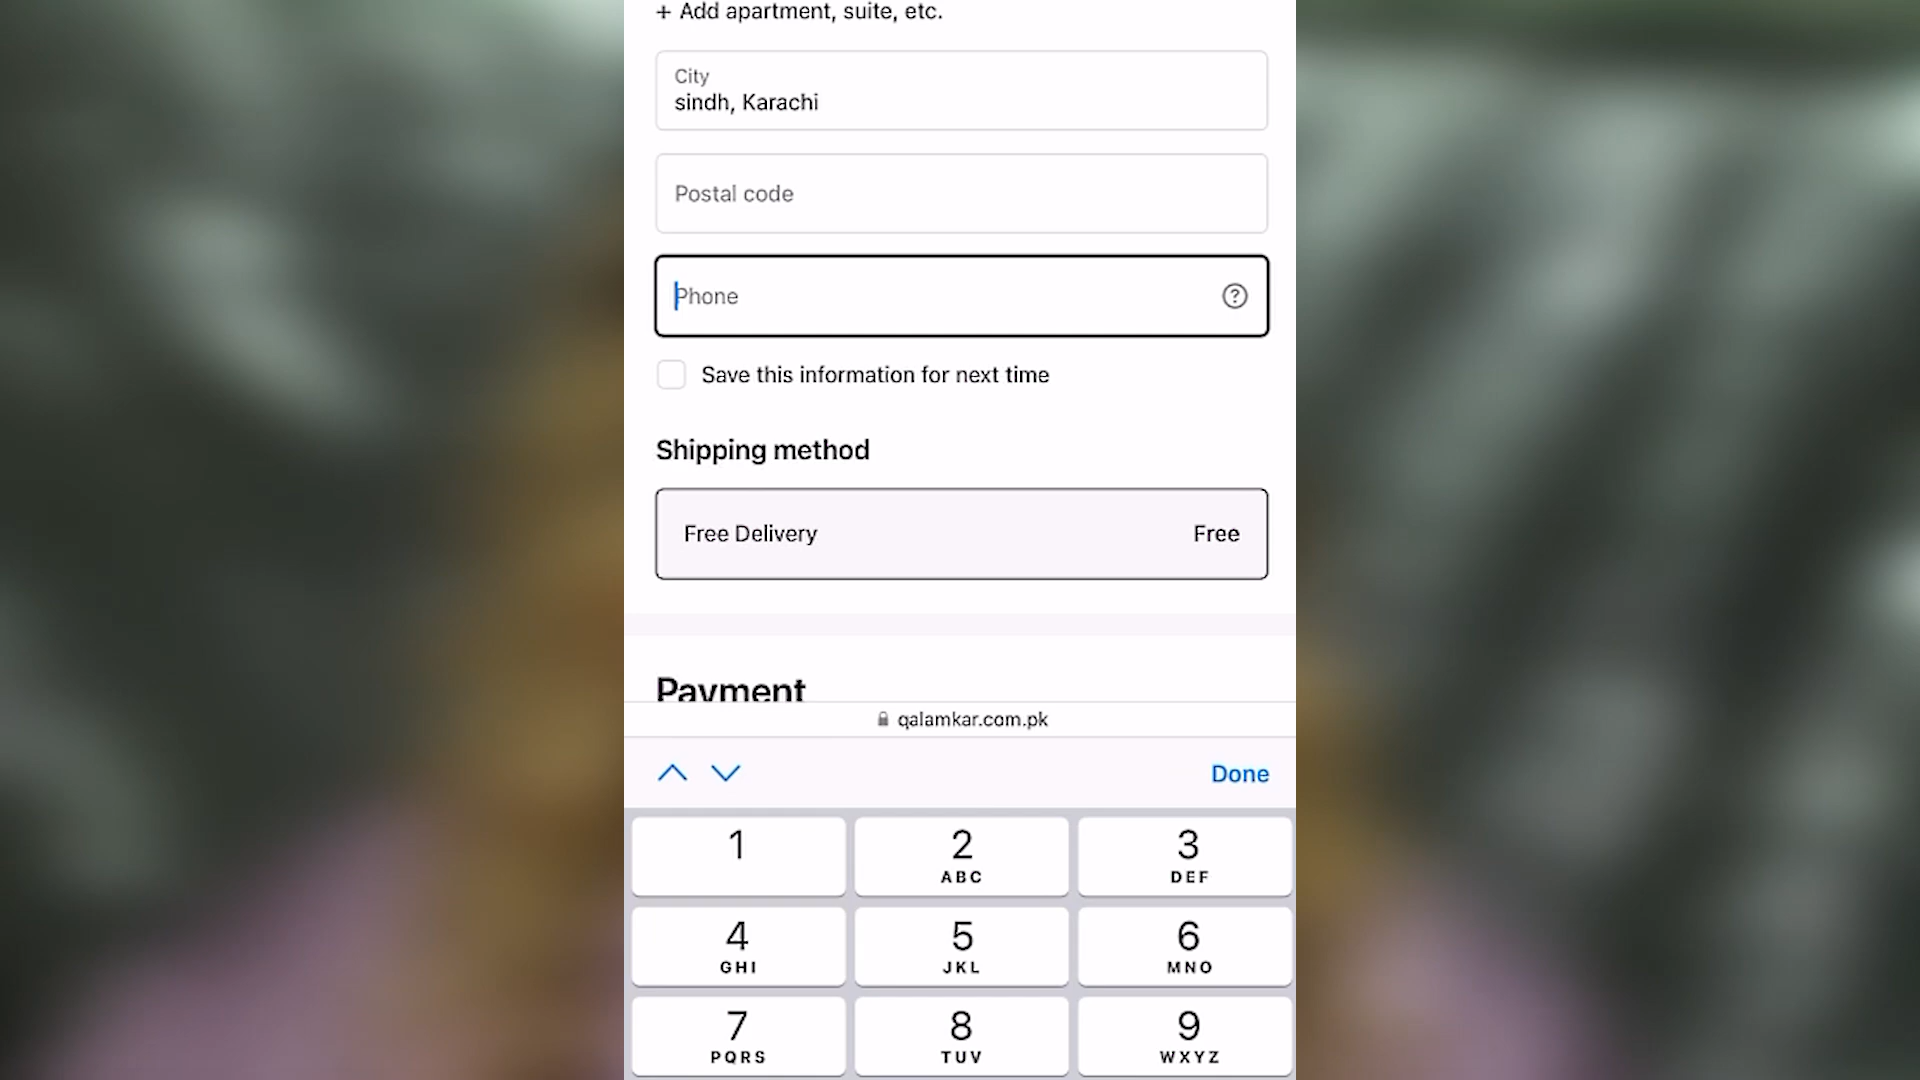 + Add apartment, suite, etc.
City
sindh, Karachi
Postal code
Phone
Save this information for next time
Shipping method
Free Delivery Free
Payment
qalamkar.com.pk
Done
1 2 3
ABC DEF
4 5 6
GHI JKL MNO
7 8 9
PQRS TUV WXYZ